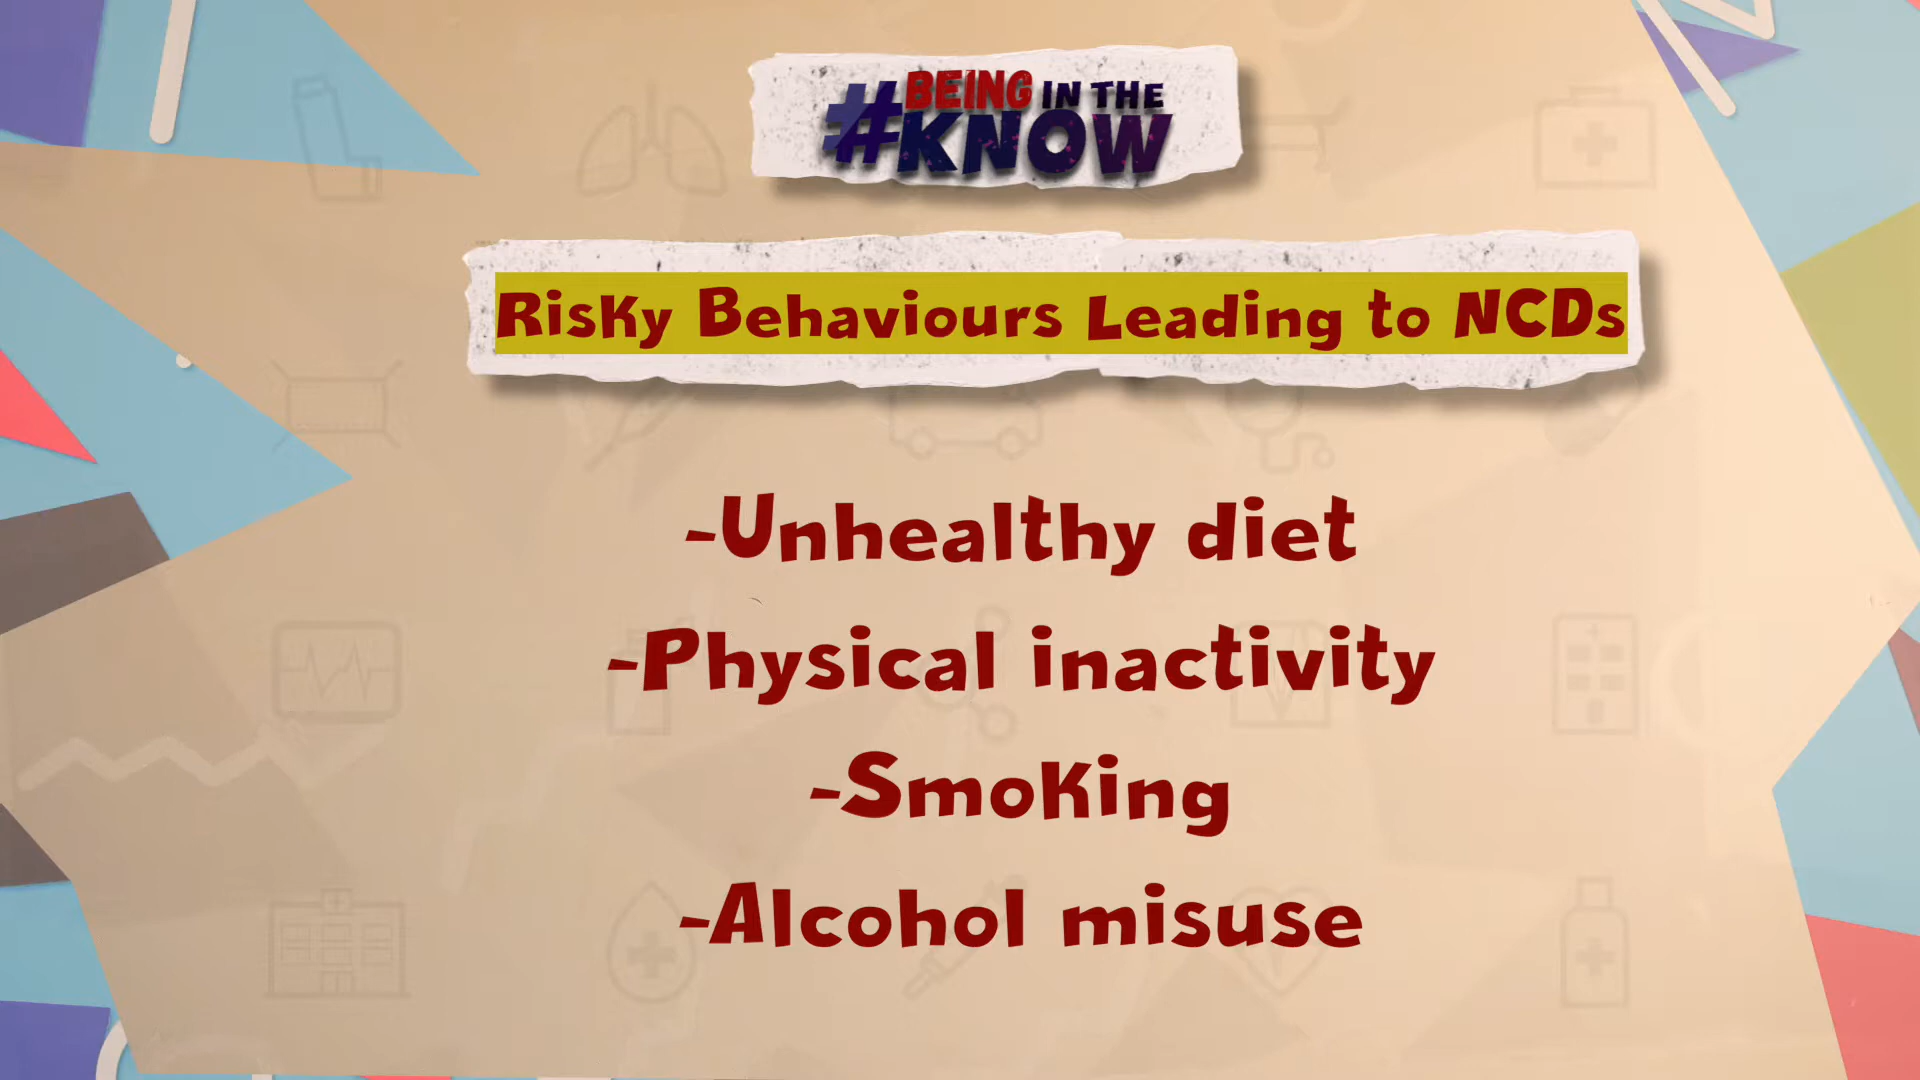 #BEING IN THE
KNOW
Risky Behaviours Leading to NCDs
-Unhealthy diet
-Physical inactivity
-Smoking
-Alcohol misuse